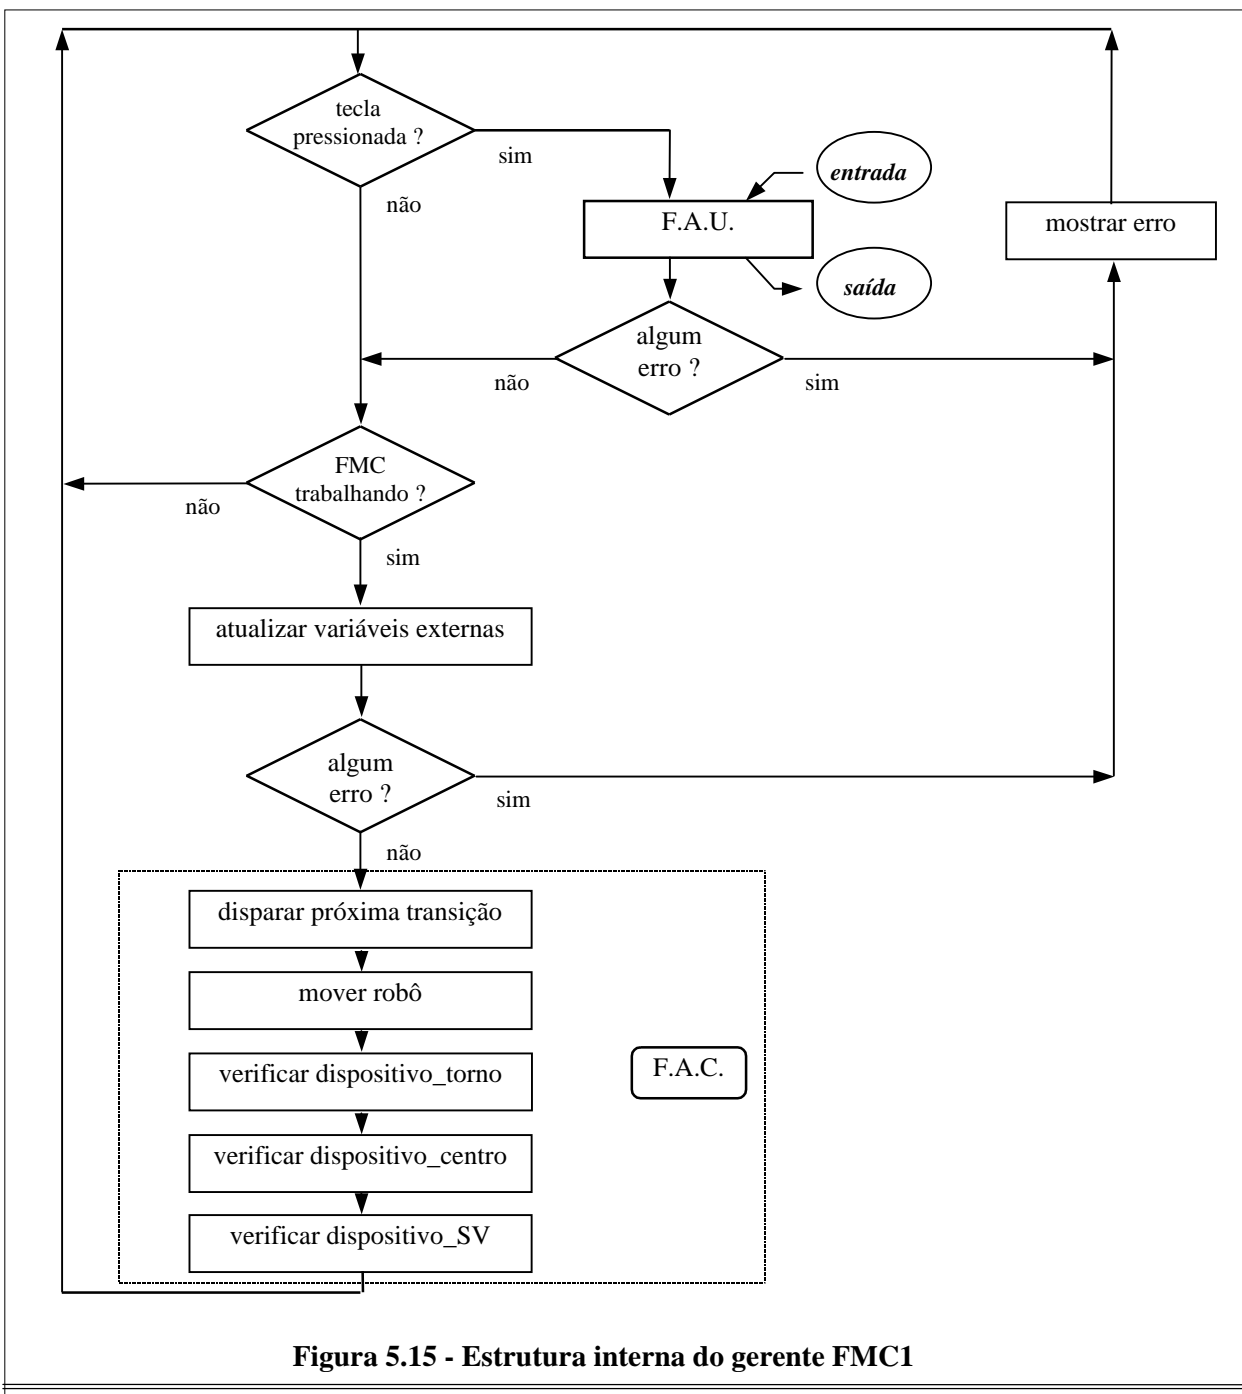 tecla
pressionada ?
sim
não
entrada
F.A.U.
mostrar erro
saída
algum
erro ?
não
sim
FMC
trabalhando ?
não
sim
atualizar variáveis externas
algum
erro ?
sim
não
disparar próxima transição
mover robô
verificar dispositivo_torno
F.A.C.
verificar dispositivo_centro
verificar dispositivo_SV
Figura 5.15 - Estrutura interna do gerente FMC1